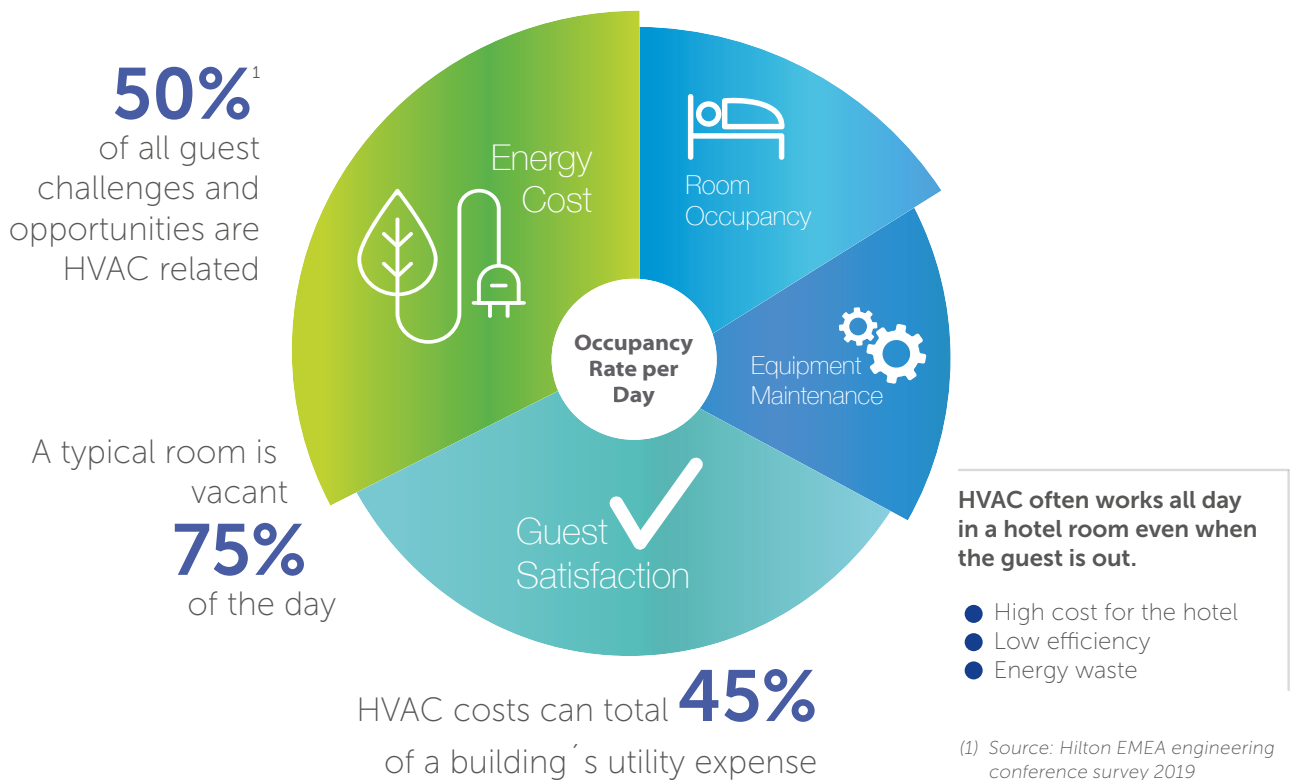 50%1
of all guest
challenges and
opportunities are
HVAC related
Energy
Cost
Room
Occupancy
Occupancy
Rate per
Day
Equipment
Maintenance
A typical room is
vacant
75%
of the day
Guest
Satisfaction
HVAC often works all day
in a hotel room even when
the guest is out.
High cost for the hotel
Low efficiency
Energy waste
HVAC costs can total 45%
of a building´s utility expense
(1) Source: Hilton EMEA engineering
conference survey 2019